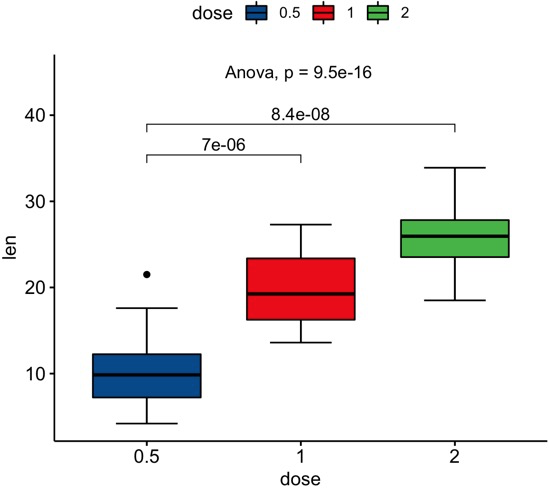 dose 0.5 1 2
Anova, p = 9.5e-16
40
8.4e-08
7e-06
30
len
20
10
0.5 1 2
dose